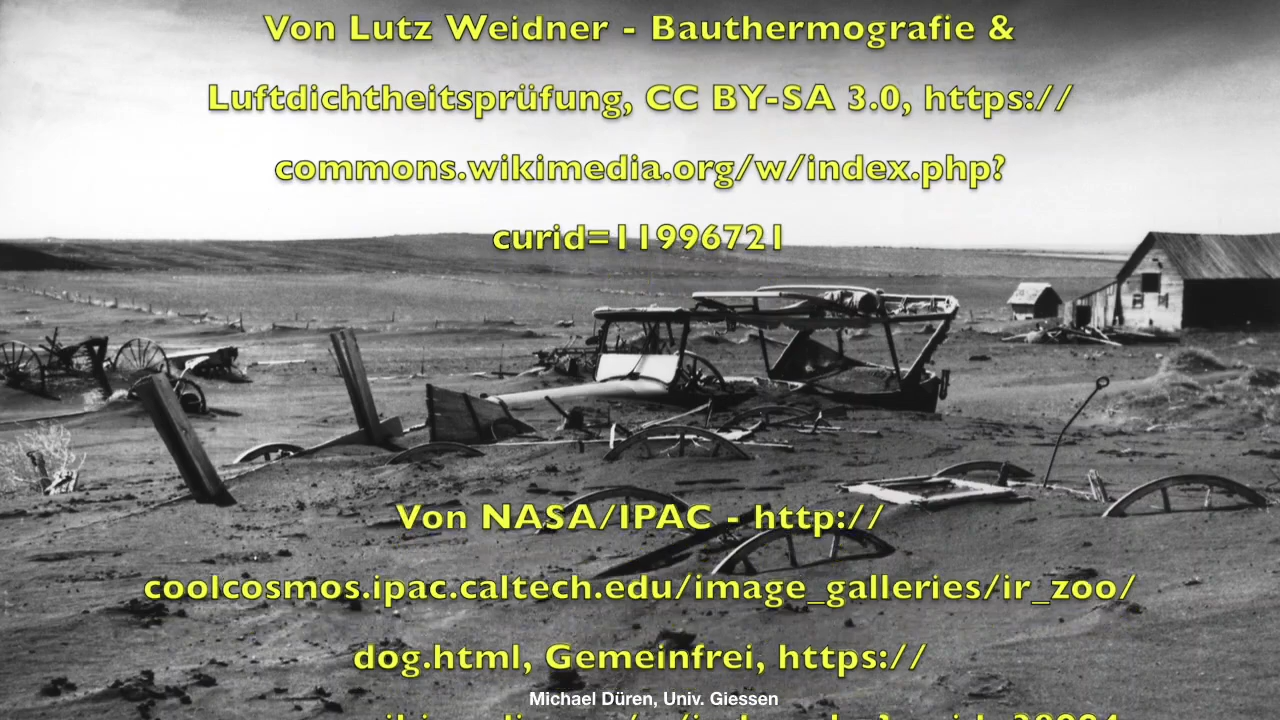 Von Lutz Weidner - Bauthermografie &
Luftdichtheitsprüfung, CC BY-SA 3.0, https://
commons.wikimedia.org/w/index.php?
curid=11996721
Von NASA/IPAC - http://
coolcosmos.ipac.caltech.edu/image_galleries/ir_zoo/
dog.html, Gemeinfrei, https://
Michael Düren, Univ. Giessen